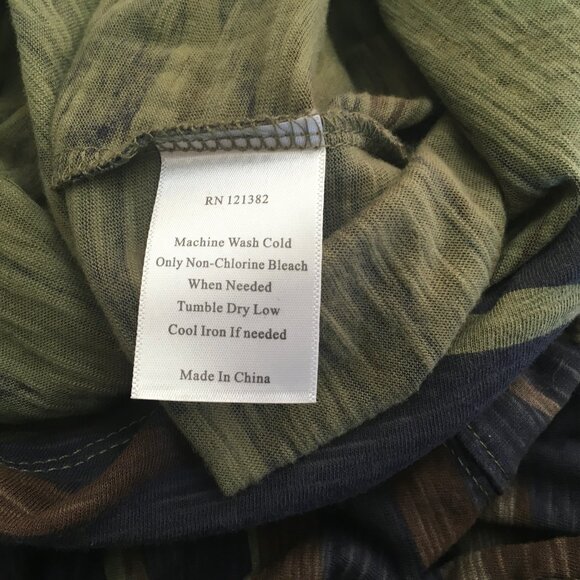 RN 121382
Machine Wash Cold
Only Non-Chlorine Bleach
When Needed
Tumble Dry Low
Cool Iron If needed
Made In China